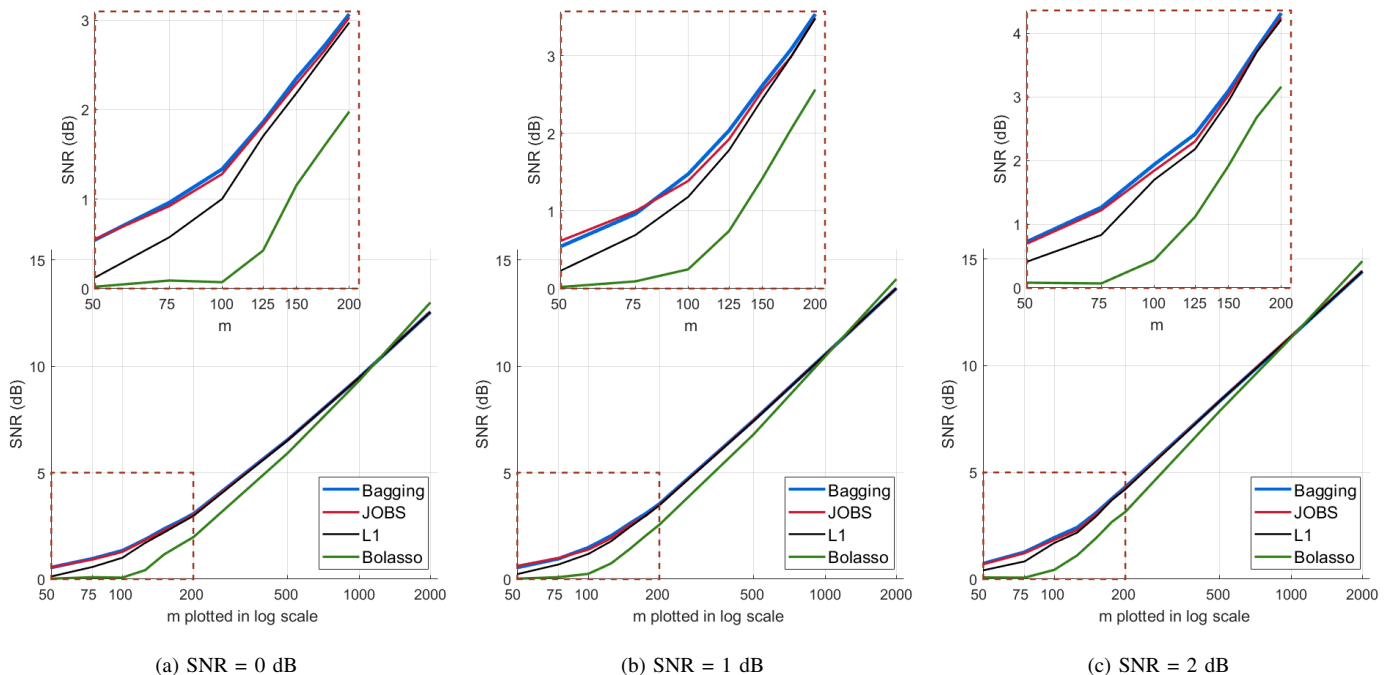 3
2
1
0
SNR (dB)
50 75 100 125 150 200
m
15
10
5
0
SNR (dB)
Bagging
JOBS
L1
Bolasso
50 75 100 200 500 1000 2000
m plotted in log scale
(a) SNR = 0 dB
3
2
1
0
SNR (dB)
50 75 100 125 150 200
m
15
10
5
0
SNR (dB)
Bagging
JOBS
L1
Bolasso
50 75 100 200 500 1000 2000
m plotted in log scale
(b) SNR = 1 dB
4
3
2
1
0
SNR (dB)
50 75 100 125 150 200
m
15
10
5
0
SNR (dB)
Bagging
JOBS
L1
Bolasso
50 75 100 200 500 1000 2000
m plotted in log scale
(c) SNR = 2 dB